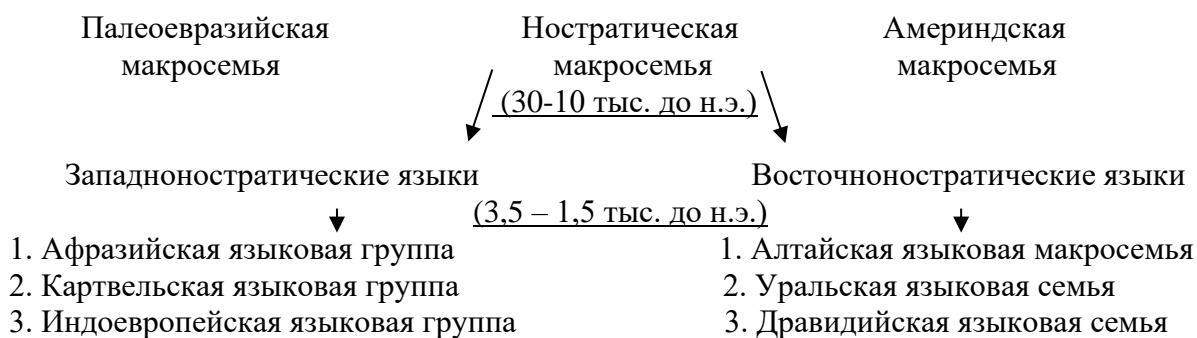 Палеоевразийская Ностратическая Америндская
макросемья макросемья макросемья
(30-10 тыс. до н.э.)
Западноностратические языки Восточноностратические языки
(3,5 – 1,5 тыс. до н.э.)
1. Афразийская языковая группа 1. Алтайская языковая макросемья
2. Картвельская языковая группа 2. Уральская языковая семья
3. Индоевропейская языковая группа 3. Дравидийская языковая семья